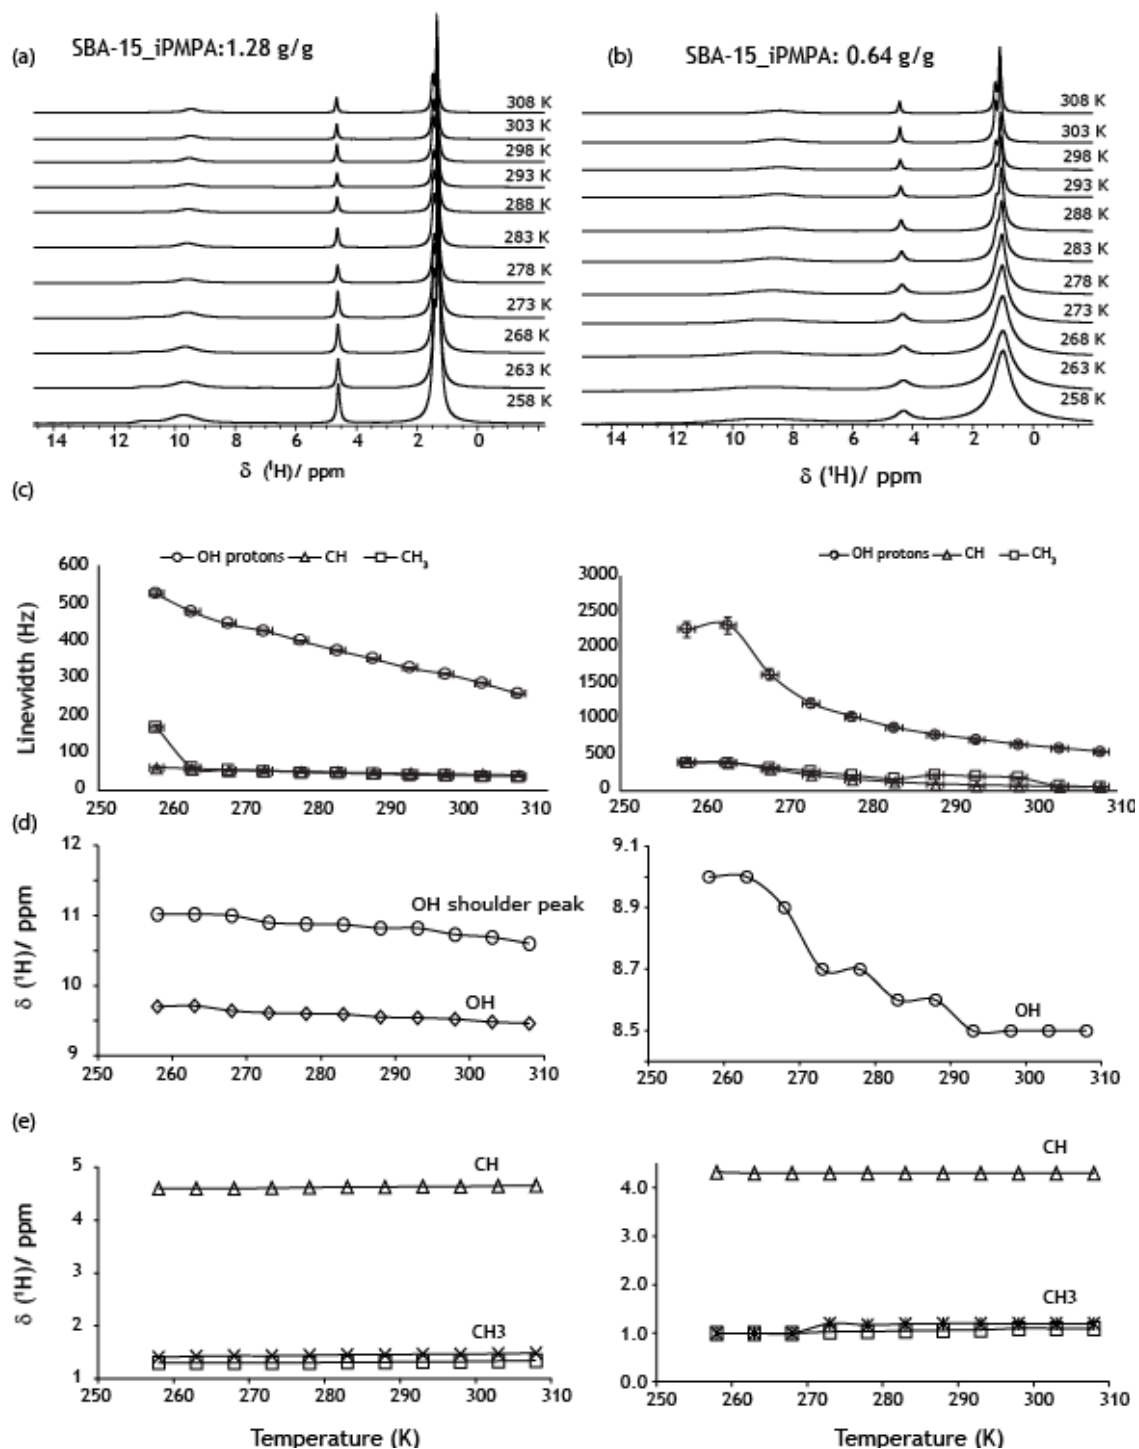 (a) SBA-15_iPMPA:1.28 g/g
308 K
303 K
298 K
293 K
288 K
283 K
278 K
273 K
268 K
263 K
258 K
14 12 10 8 6 4 2 0
δ (¹H)/ ppm
(b) SBA-15_iPMPA: 0.64 g/g
308 K
303 K
298 K
293 K
288 K
283 K
278 K
273 K
268 K
263 K
258 K
14 12 10 8 6 4 2 0
δ (¹H)/ ppm
(c)
OH protons CH CH₃
Linewidth (Hz)
600
500
400
300
200
100
0
250 260 270 280 290 300 310
OH protons CH CH₃
3000
2500
2000
1500
1000
500
0
250 260 270 280 290 300 310
(d)
δ (¹H)/ ppm
12
11
10
9
OH shoulder peak
OH
250 260 270 280 290 300 310
9.1
8.9
8.7
8.5
OH
250 260 270 280 290 300 310
(e)
δ (¹H)/ ppm
5
4
3
2
1
CH
CH3
250 260 270 280 290 300 310
Temperature (K)
4.0
3.0
2.0
1.0
0.0
CH
CH3
250 260 270 280 290 300 310
Temperature (K)